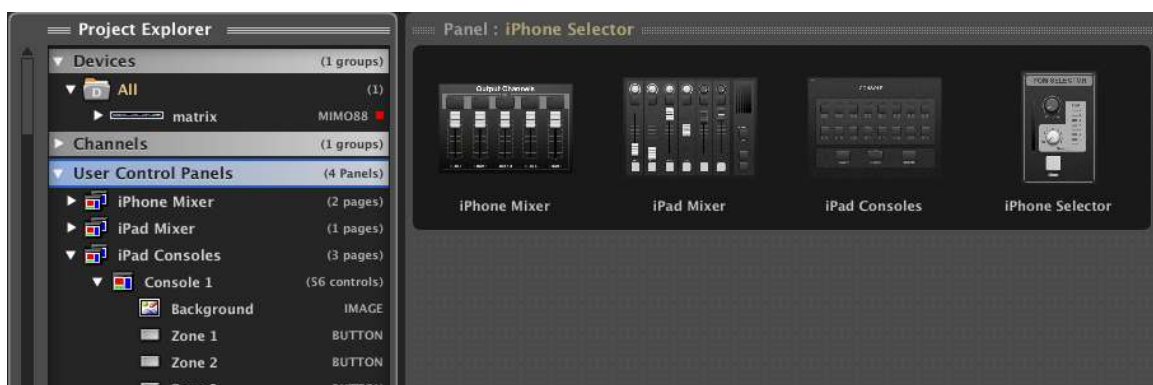 Project Explorer
Devices (1 groups)
D All (1)
matrix MIMO88
Channels (1 groups)
User Control Panels (4 Panels)
iPhone Mixer (2 pages)
iPad Mixer (1 pages)
iPad Consoles (3 pages)
Console 1 (56 controls)
Background IMAGE
Zone 1 BUTTON
Zone 2 BUTTON
Panel : iPhone Selector
Output Channels
iPhone Mixer
iPad Mixer
iPad Consoles
iPhone Selector